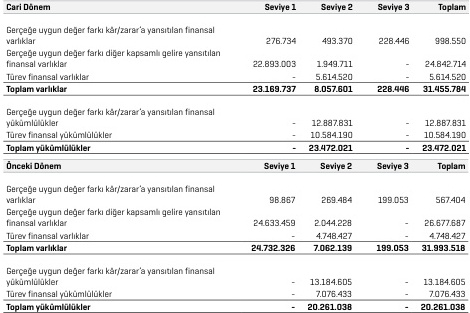 Cari Dönem Seviye 1 Seviye 2 Seviye 3 Toplam
Gerçeğe uygun değer farkı kâr/zarar'a yansıtılan finansal
varlıklar 276.734 493.370 228.446 998.550
Gerçeğe uygun değer farkı diğer kapsamlı gelire yansıtılan
finansal varlıklar 22.893.003 1.949.711 - 24.842.714
Türev finansal varlıklar - 5.614.520 - 5.614.520
Toplam varlıklar 23.169.737 8.057.601 228.446 31.455.784
Gerçeğe uygun değer farkı kâr/zarar'a yansıtılan finansal
yükümlülükler - 12.887.831 - 12.887.831
Türev finansal yükümlülükler - 10.584.190 - 10.584.190
Toplam yükümlülükler - 23.472.021 - 23.472.021
Önceki Dönem Seviye 1 Seviye 2 Seviye 3 Toplam
Gerçeğe uygun değer farkı kâr/zarar'a yansıtılan finansal
varlıklar 98.867 269.484 199.053 567.404
Gerçeğe uygun değer farkı diğer kapsamlı gelire yansıtılan
finansal varlıklar 24.633.459 2.044.228 - 26.677.687
Türev finansal varlıklar - 4.748.427 - 4.748.427
Toplam varlıklar 24.732.326 7.062.139 199.053 31.993.518
Gerçeğe uygun değer farkı kâr/zarar'a yansıtılan finansal
yükümlülükler - 13.184.605 - 13.184.605
Türev finansal yükümlülükler - 7.076.433 - 7.076.433
Toplam yükümlülükler - 20.261.038 - 20.261.038